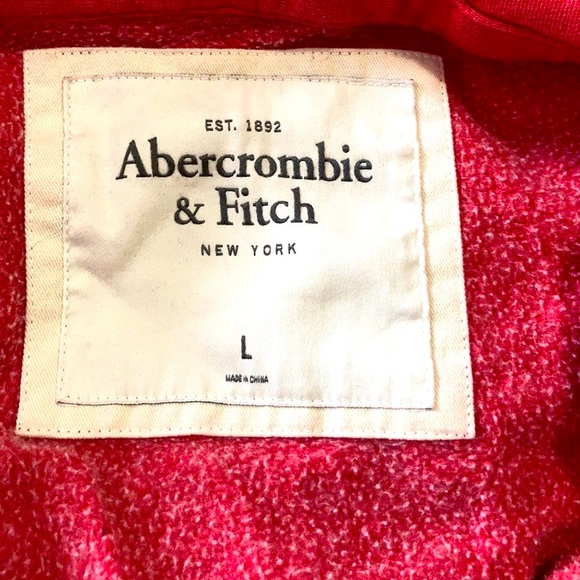 EST. 1892
Abercrombie
& Fitch
NEW YORK
L
MADE IN CHINA